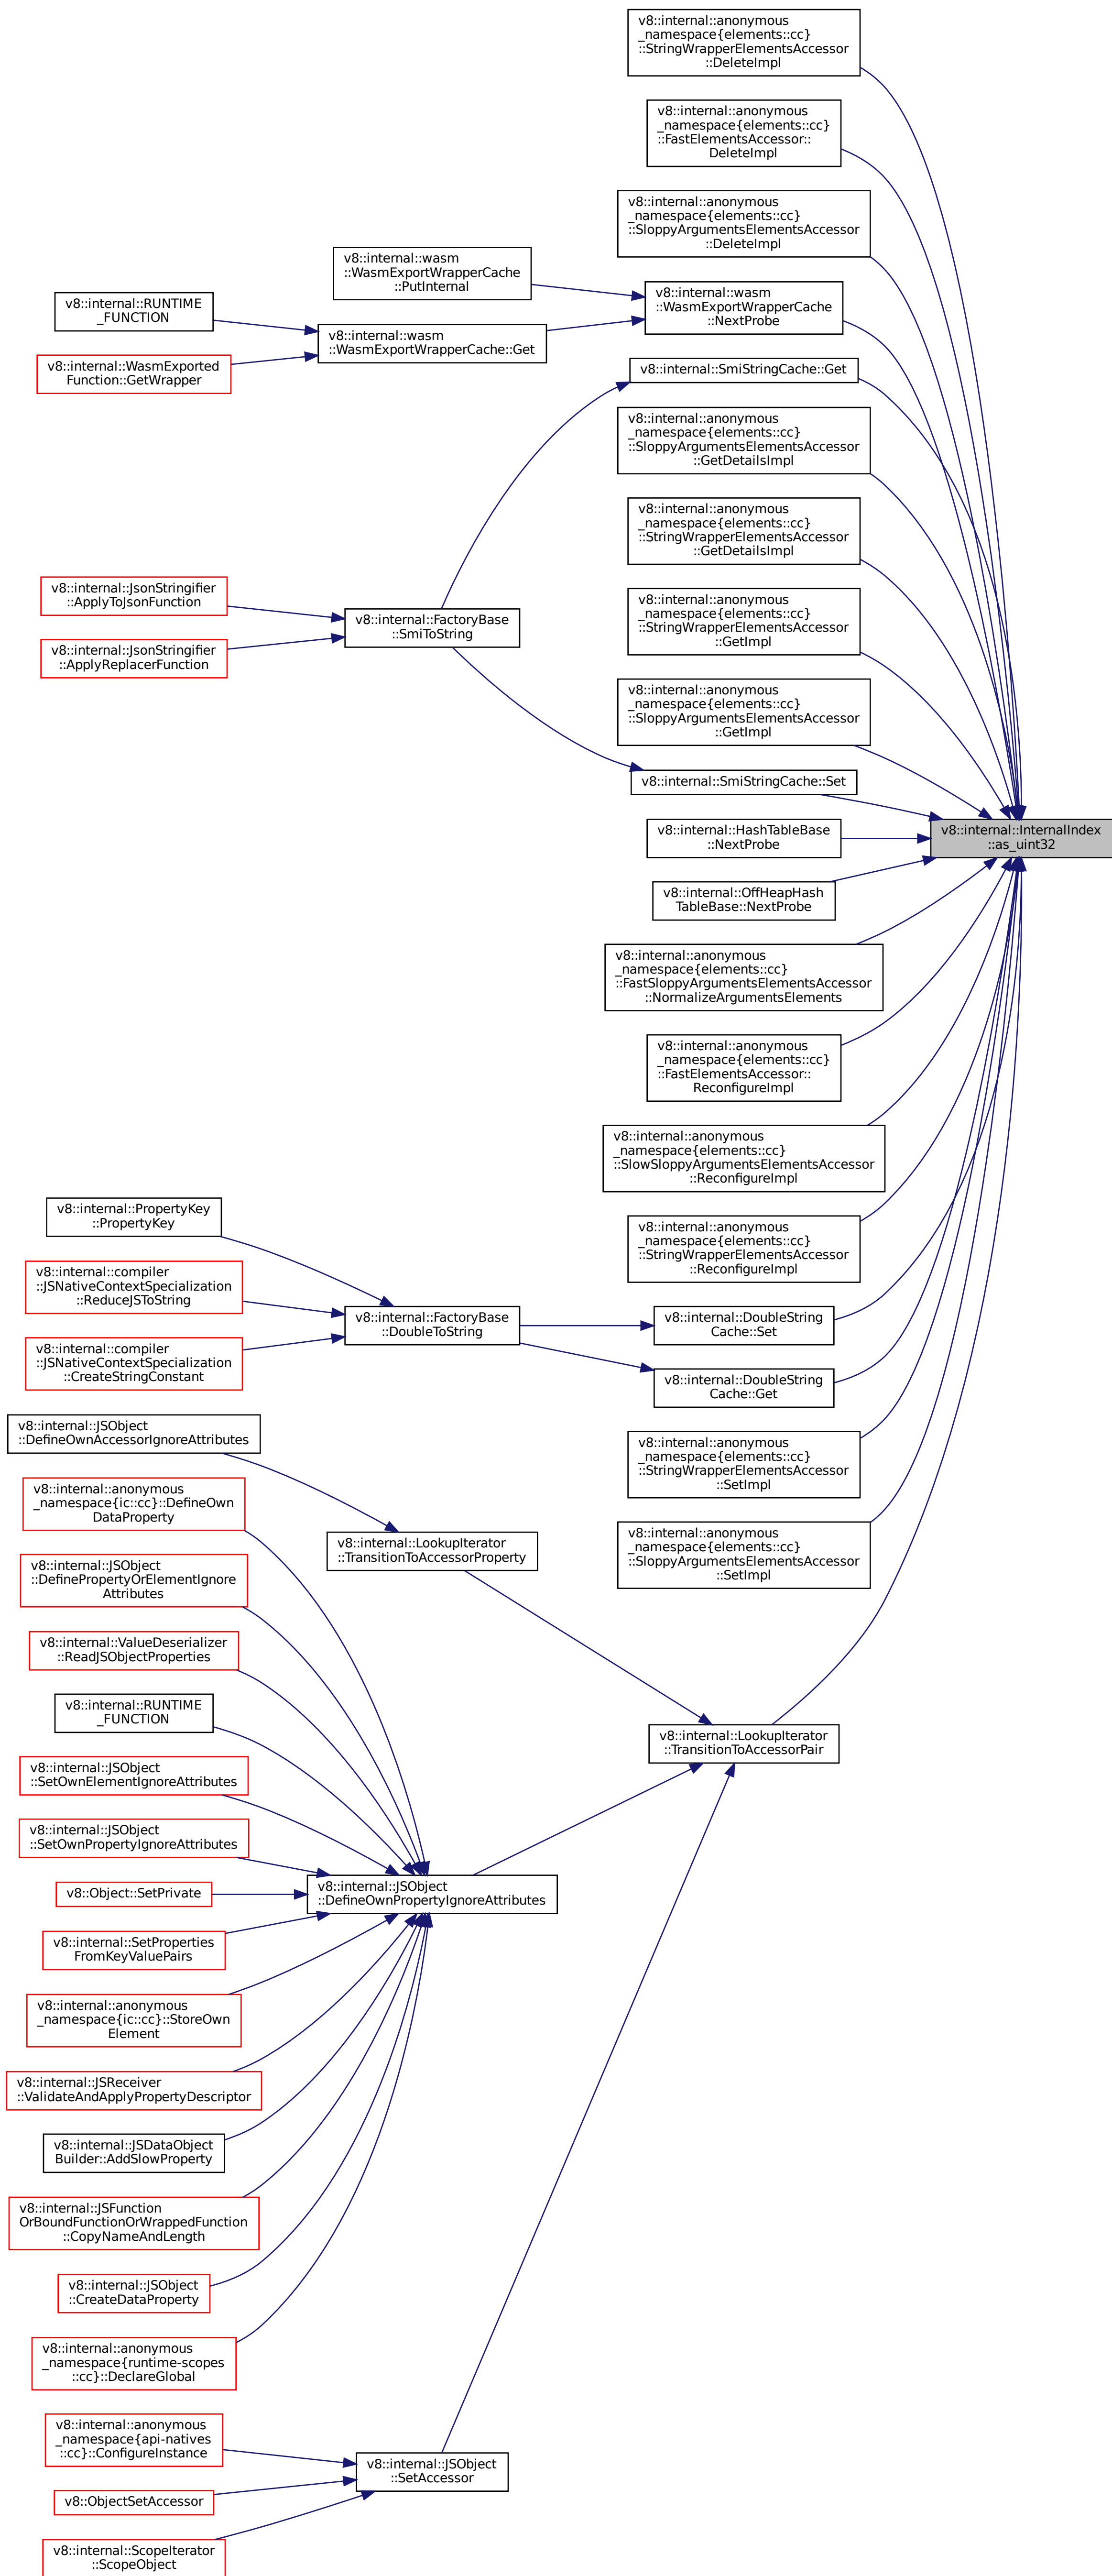 v8::internal::anonymous
_namespace{elements::cc}
::StringWrapperElementsAccessor
::DeleteImpl
v8::internal::anonymous
_namespace{elements::cc}
::FastElementsAccessor::
DeleteImpl
v8::internal::anonymous
_namespace{elements::cc}
::SloppyArgumentsElementsAccessor
::DeleteImpl
v8::internal::wasm
::WasmExportWrapperCache
::PutInternal
v8::internal::wasm
::WasmExportWrapperCache
::NextProbe
v8::internal::RUNTIME
_FUNCTION
v8::internal::wasm
::WasmExportWrapperCache::Get
v8::internal::WasmExported
Function::GetWrapper
v8::internal::SmiStringCache::Get
v8::internal::anonymous
_namespace{elements::cc}
::SloppyArgumentsElementsAccessor
::GetDetailsImpl
v8::internal::anonymous
_namespace{elements::cc}
::StringWrapperElementsAccessor
::GetDetailsImpl
v8::internal::JsonStringifier
::ApplyToJsonFunction
v8::internal::anonymous
_namespace{elements::cc}
::StringWrapperElementsAccessor
::GetImpl
v8::internal::FactoryBase
::SmiToString
v8::internal::JsonStringifier
::ApplyReplacerFunction
v8::internal::anonymous
_namespace{elements::cc}
::SloppyArgumentsElementsAccessor
::GetImpl
v8::internal::SmiStringCache::Set
v8::internal::HashTableBase
::NextProbe
v8::internal::InternalIndex
::as_uint32
v8::internal::OffHeapHash
TableBase::NextProbe
v8::internal::anonymous
_namespace{elements::cc}
::FastSloppyArgumentsElementsAccessor
::NormalizeArgumentsElements
v8::internal::anonymous
_namespace{elements::cc}
::FastElementsAccessor::
ReconfigureImpl
v8::internal::anonymous
_namespace{elements::cc}
::SlowSloppyArgumentsElementsAccessor
::ReconfigureImpl
v8::internal::PropertyKey
::PropertyKey
v8::internal::anonymous
_namespace{elements::cc}
::StringWrapperElementsAccessor
::ReconfigureImpl
v8::internal::compiler
::JSNativeContextSpecialization
::ReduceJSToString
v8::internal::FactoryBase
::DoubleToString
v8::internal::DoubleString
Cache::Set
v8::internal::compiler
::JSNativeContextSpecialization
::CreateStringConstant
v8::internal::DoubleString
Cache::Get
v8::internal::JSObject
::DefineOwnAccessorIgnoreAttributes
v8::internal::anonymous
_namespace{elements::cc}
::StringWrapperElementsAccessor
::SetImpl
v8::internal::anonymous
_namespace{ic::cc}::DefineOwn
DataProperty
v8::internal::anonymous
_namespace{elements::cc}
::SloppyArgumentsElementsAccessor
::SetImpl
v8::internal::LookupIterator
::TransitionToAccessorProperty
v8::internal::JSObject
::DefinePropertyOrElementIgnore
Attributes
v8::internal::ValueDeserializer
::ReadJSObjectProperties
v8::internal::RUNTIME
_FUNCTION
v8::internal::LookupIterator
::TransitionToAccessorPair
v8::internal::JSObject
::SetOwnElementIgnoreAttributes
v8::internal::JSObject
::SetOwnPropertyIgnoreAttributes
v8::internal::JSObject
::DefineOwnPropertyIgnoreAttributes
v8::Object::SetPrivate
v8::internal::SetProperties
FromKeyValuePairs
v8::internal::anonymous
_namespace{ic::cc}::StoreOwn
Element
v8::internal::JSReceiver
::ValidateAndApplyPropertyDescriptor
v8::internal::JSDataObject
Builder::AddSlowProperty
v8::internal::JSFunction
OrBoundFunctionOrWrappedFunction
::CopyNameAndLength
v8::internal::JSObject
::CreateDataProperty
v8::internal::anonymous
_namespace{runtime-scopes
::cc}::DeclareGlobal
v8::internal::anonymous
_namespace{api-natives
::cc}::ConfigureInstance
v8::internal::JSObject
::SetAccessor
v8::ObjectSetAccessor
v8::internal::ScopeIterator
::ScopeObject